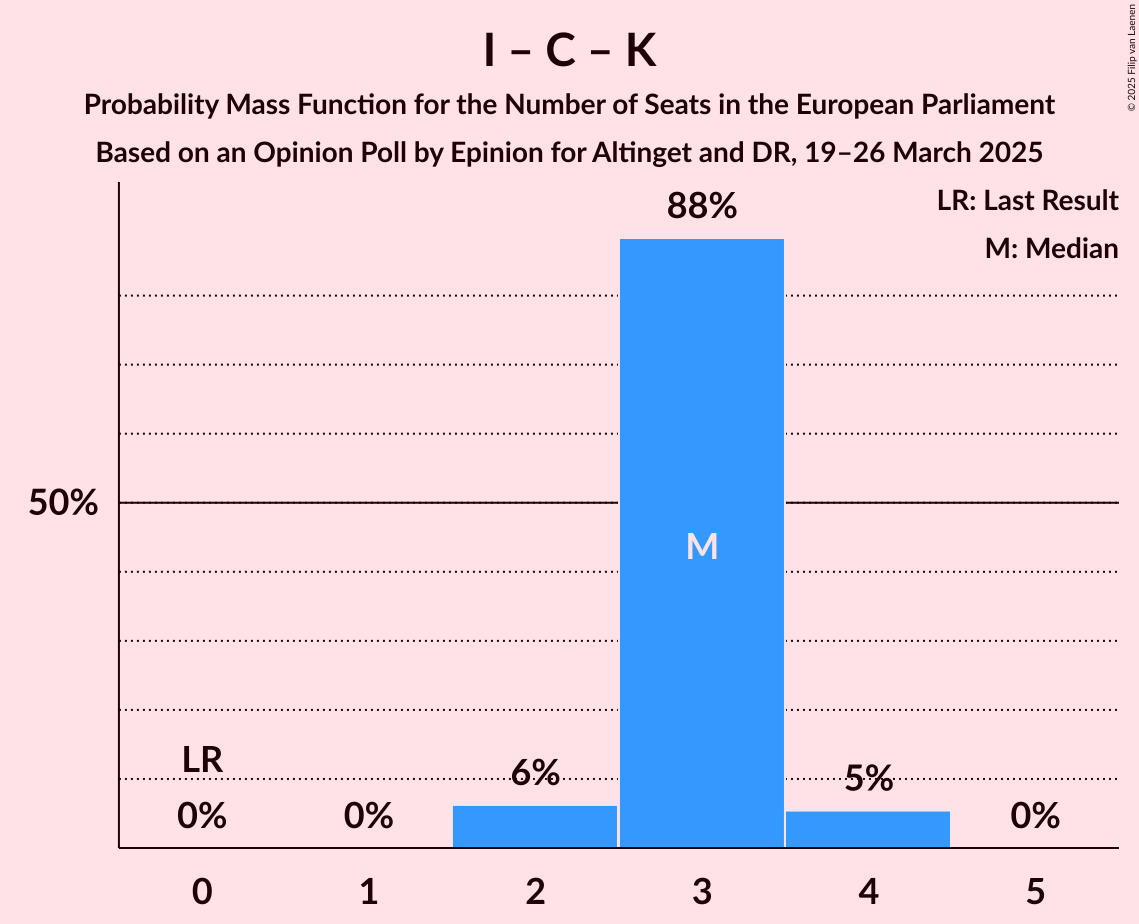 I – C – K
Probability Mass Function for the Number of Seats in the European Parliament
Based on an Opinion Poll by Epinion for Altinget and DR, 19–26 March 2025
© 2025 Filip van Laenen
LR: Last Result
M: Median
88%
50%
M
LR
0%
0%
6%
5%
0%
0
1
2
3
4
5